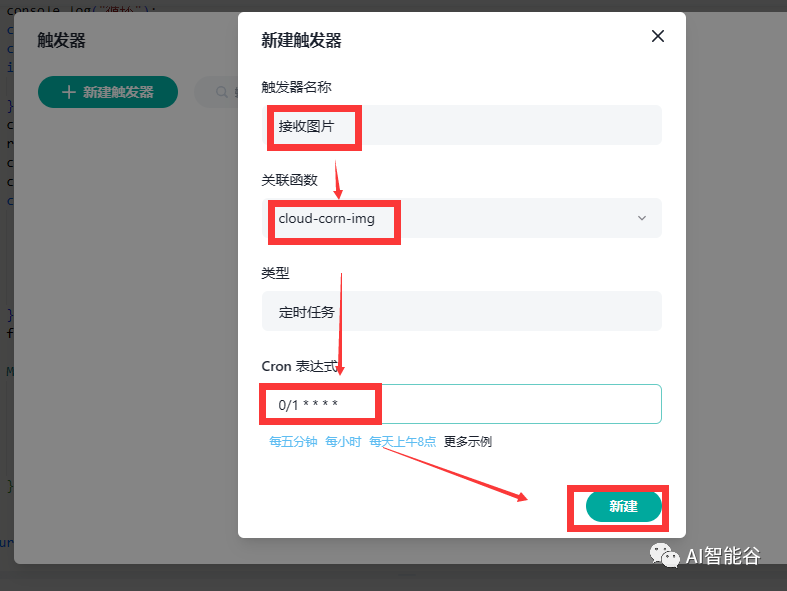 console.log("源抄");
触发器
新建触发器
新建触发器
触发器名称
接收图片
关联函数
cloud-corn-img
类型
定时任务
Cron 表达式
0/1 * * * *
每五分钟 每小时 每天上午8点 更多示例
新建
AI智能谷